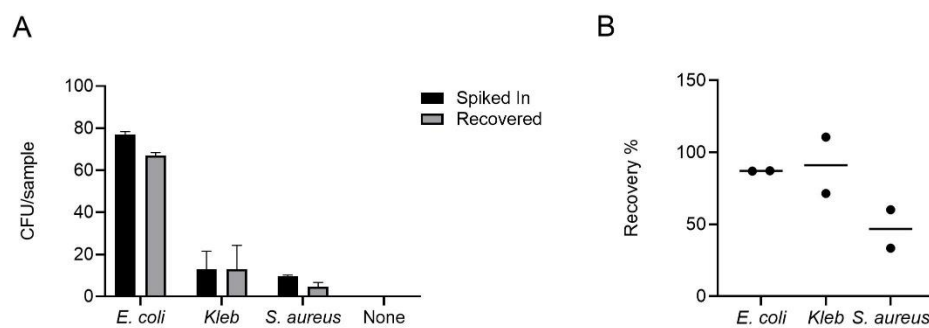 A
CFU/sample
100
80
60
40
20
0
E. coli
Kleb
S. aureus
None
Spiked In
Recovered
B
Recovery %
150
100
50
0
E. coli
Kleb
S. aureus